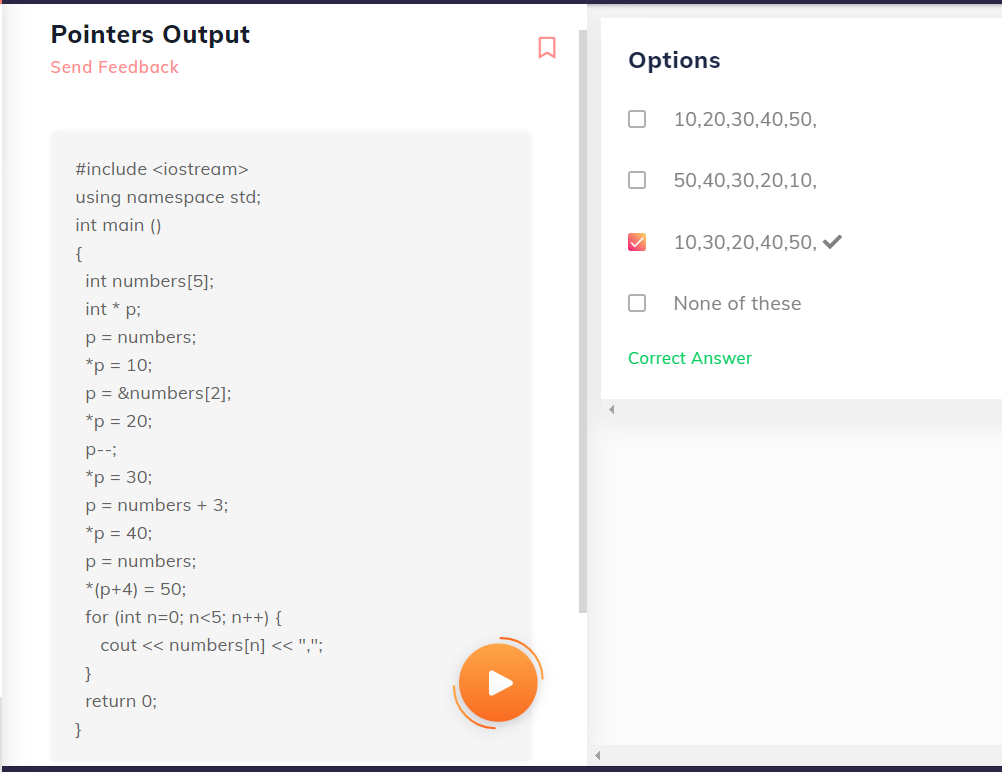 Pointers Output
Send Feedback
#include <iostream>
using namespace std;
int main ()
{
int numbers[5];
int * p;
p = numbers;
*p = 10;
p = &numbers[2];
*p = 20;
p--;
*p = 30;
p = numbers + 3;
*p = 40;
p = numbers;
*(p+4) = 50;
for (int n=0; n<5; n++) {
cout << numbers[n] << ",";
}
return 0;
}
Options
10,20,30,40,50,
50,40,30,20,10,
10,30,20,40,50,
None of these
Correct Answer